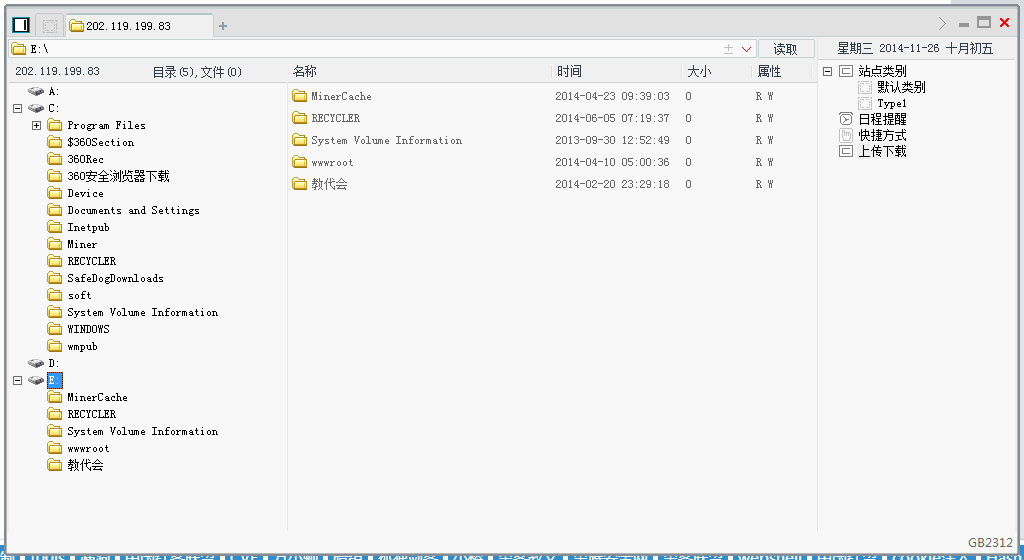 202.119.199.83
E:\
读取
星期三 2014-11-26 十月初五
202.119.199.83
目录(5),文件(0)
A:
C:
Program Files
$360Section
360Rec
360安全浏览器下载
Device
Documents and Settings
Inetpub
Miner
RECYCLER
SafeDogDownloads
soft
System Volume Information
WINDOWS
wmpub
D:
E:
MinerCache
RECYCLER
System Volume Information
wwwroot
教代会
名称 时间 大小 属性
MinerCache 2014-04-23 09:39:03 0 R W
RECYCLER 2014-06-05 07:19:37 0 R W
System Volume Information 2013-09-30 12:52:49 0 R W
wwwroot 2014-04-10 05:00:36 0 R W
教代会 2014-02-20 23:29:18 0 R W
站点类别
默认类别
Type1
日程提醒
快捷方式
上传下载
GB2312